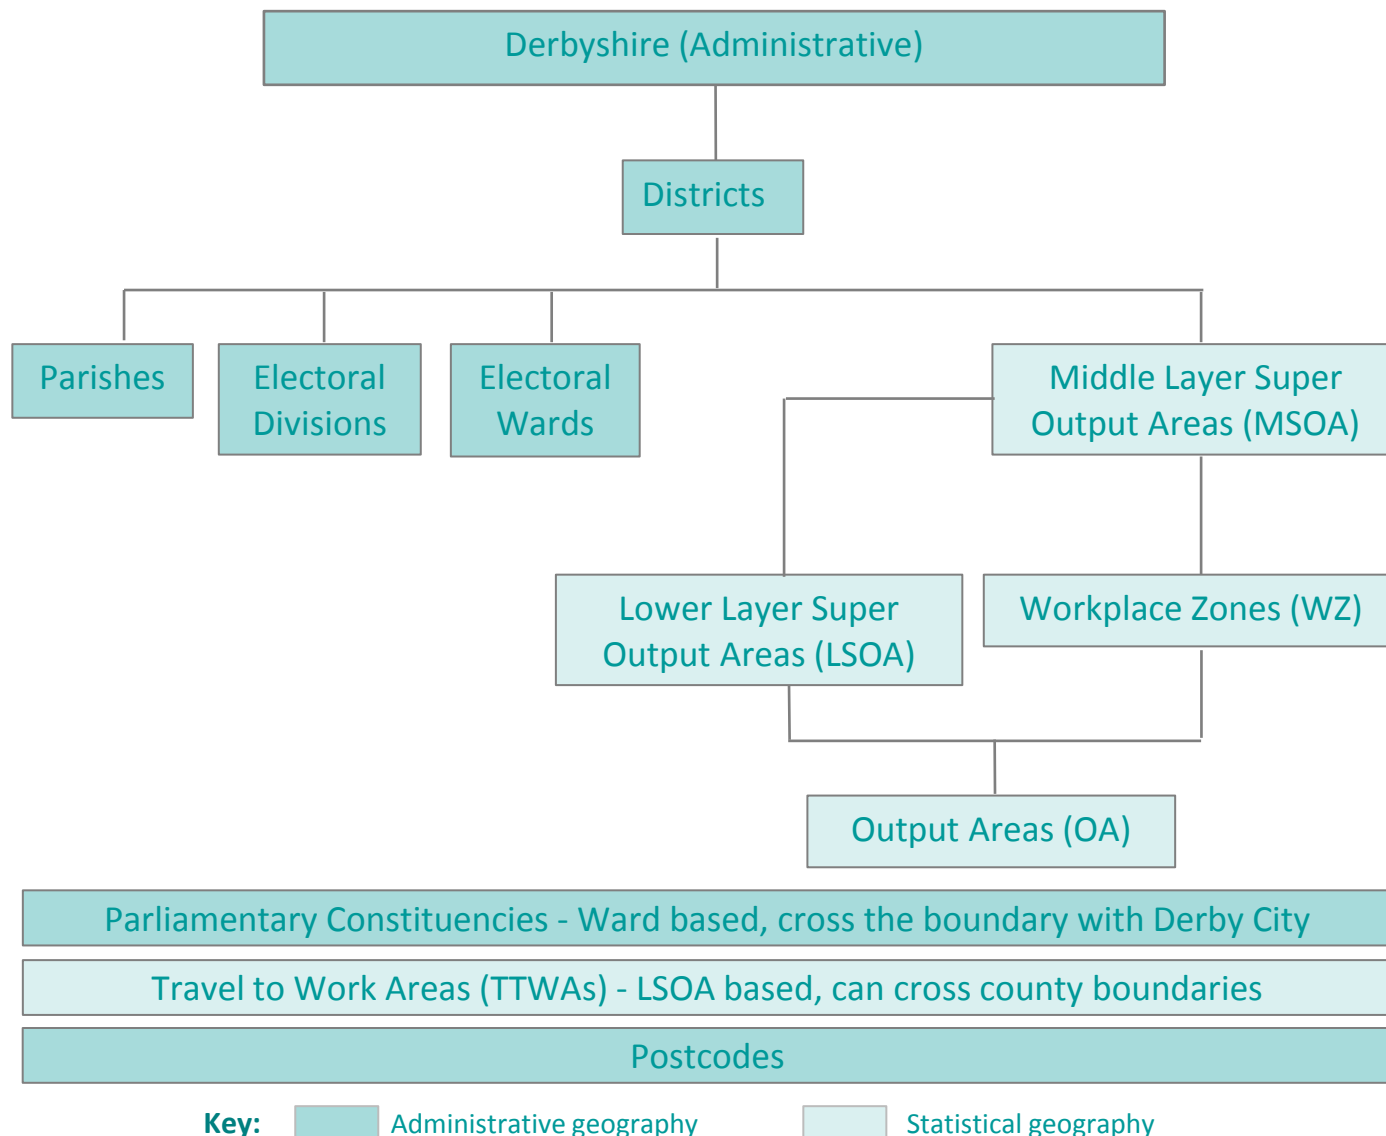 Derbyshire (Administrative)
Districts
Parishes
Electoral
Divisions
Electoral
Wards
Middle Layer Super
Output Areas (MSOA)
Lower Layer Super
Output Areas (LSOA)
Workplace Zones (WZ)
Output Areas (OA)
Parliamentary Constituencies - Ward based, cross the boundary with Derby City
Travel to Work Areas (TTWAs) - LSOA based, can cross county boundaries
Postcodes
Key: Administrative geography Statistical geography